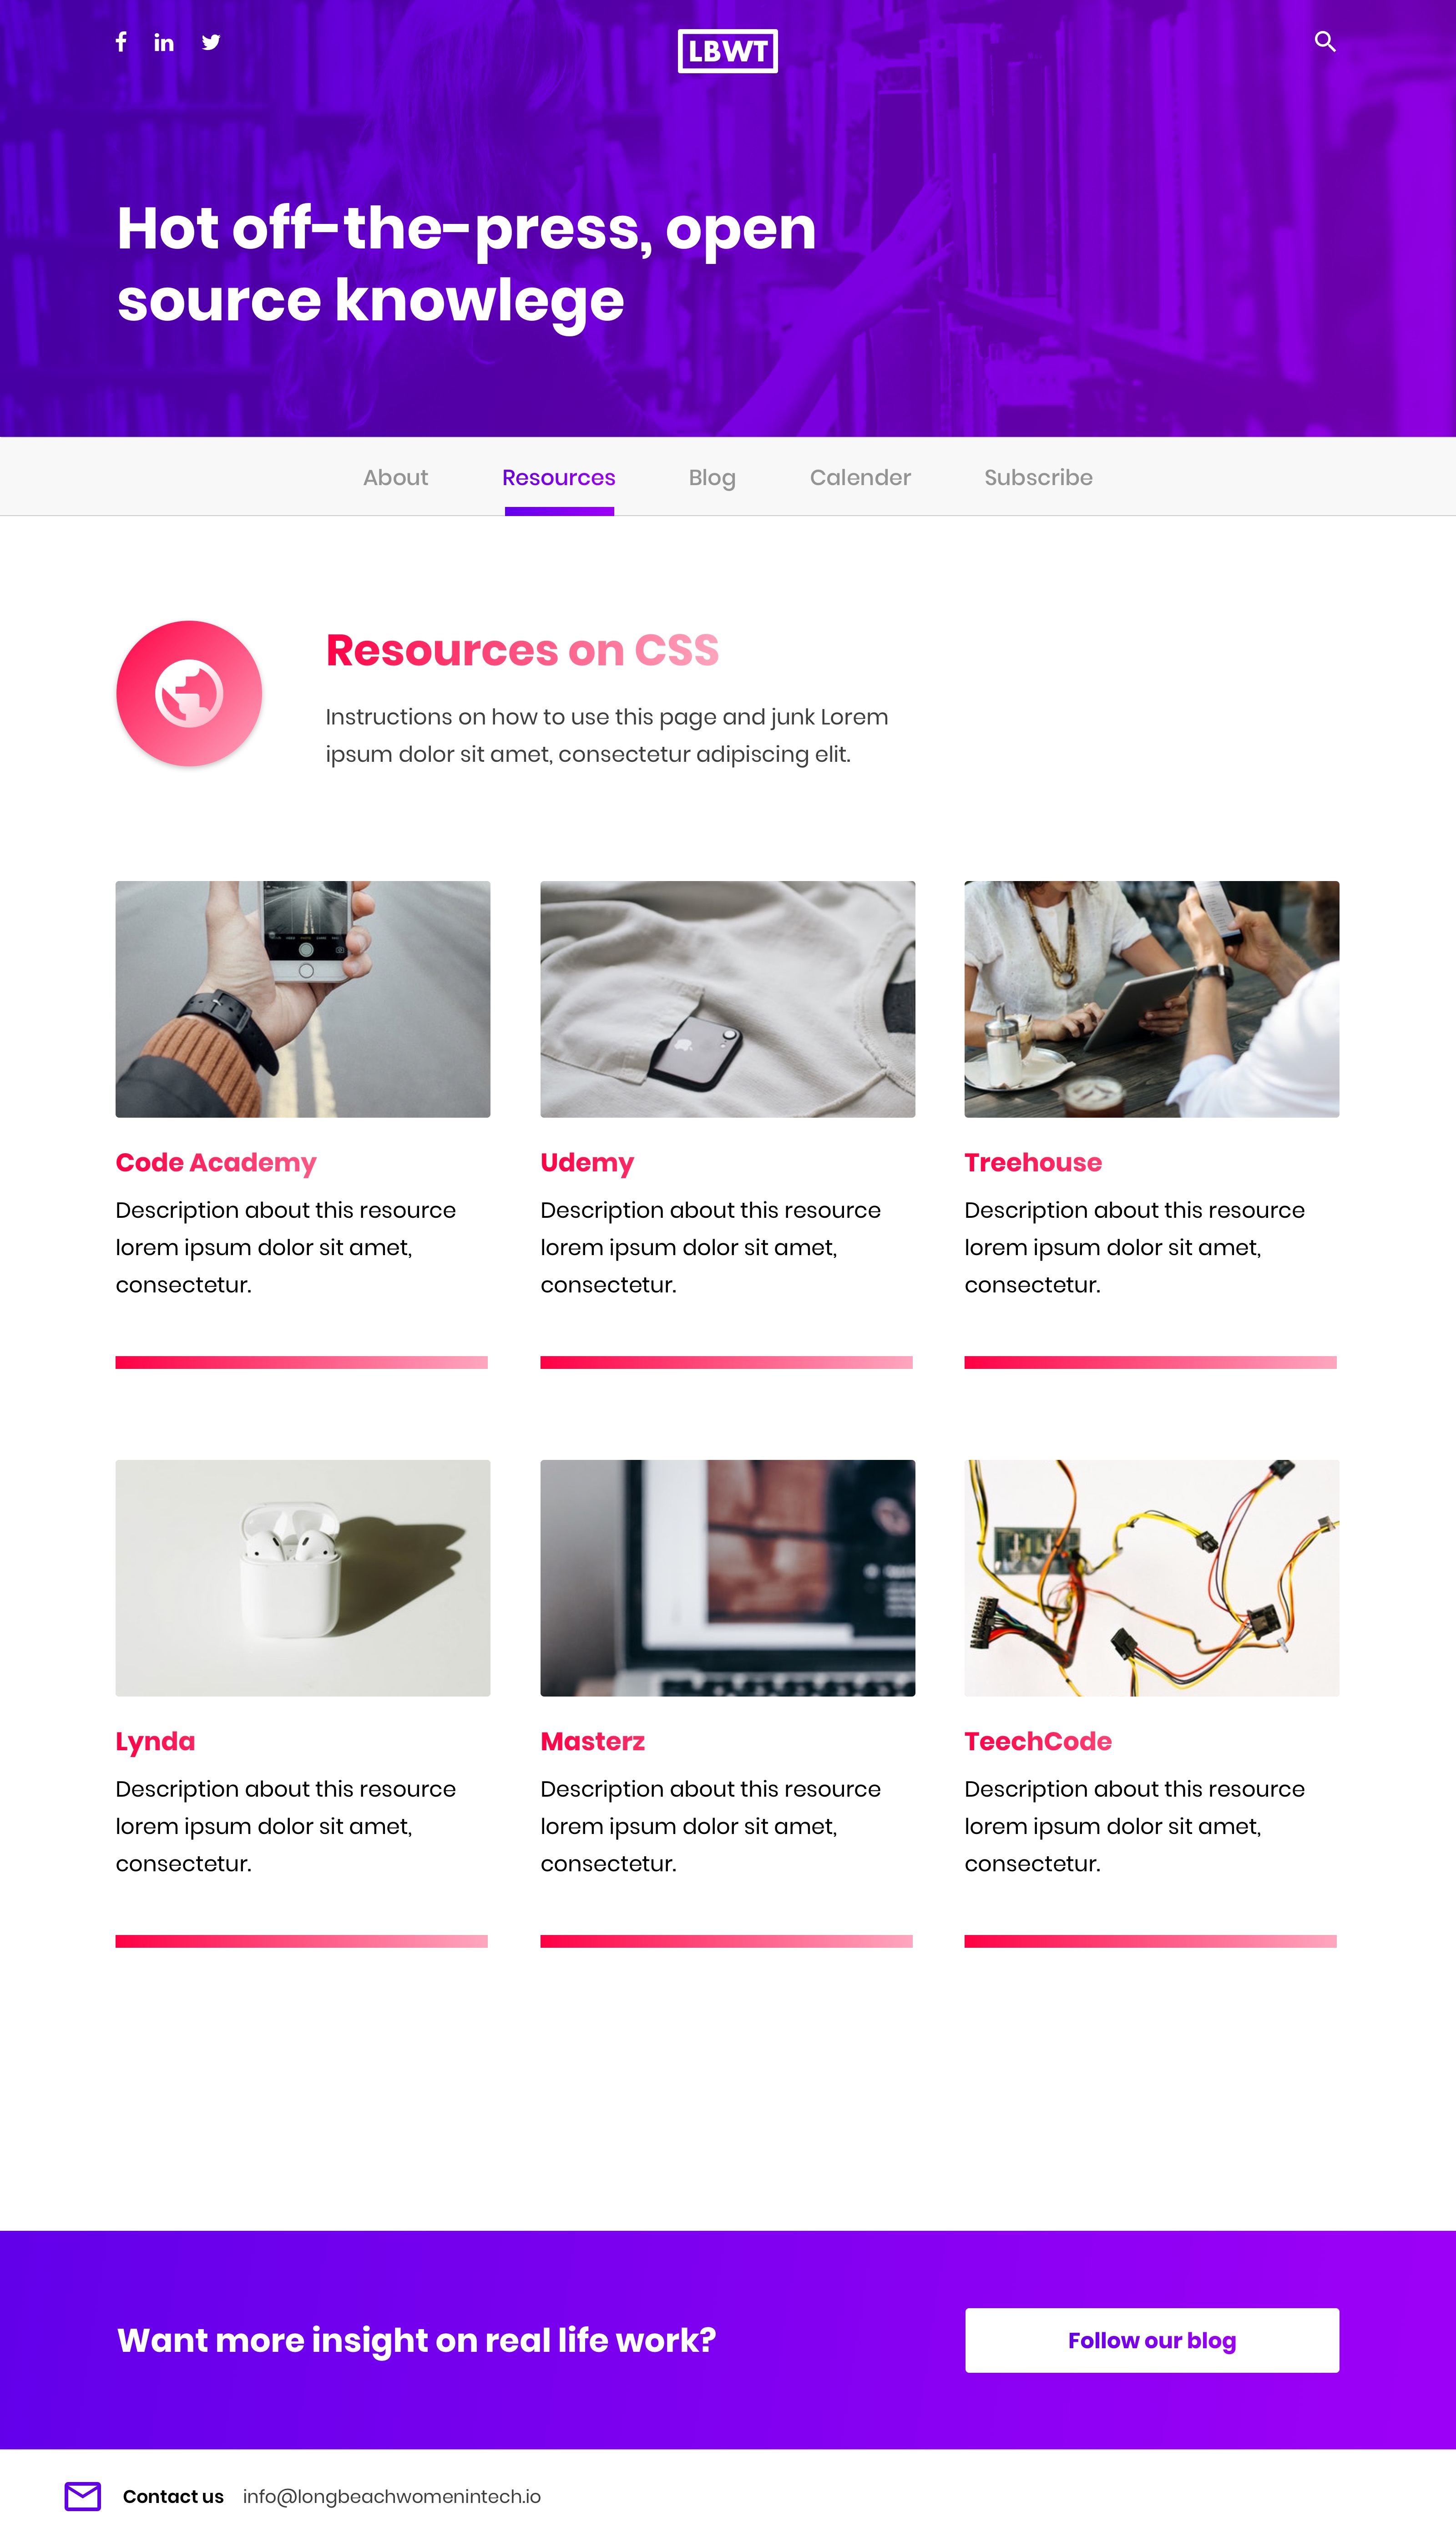 LBWT
Hot off-the-press, open
source knowlege
About Resources Blog Calender Subscribe
Resources on CSS
Instructions on how to use this page and junk Lorem
ipsum dolor sit amet, consectetur adipiscing elit.
Code Academy
Description about this resource
lorem ipsum dolor sit amet,
consectetur.
Udemy
Description about this resource
lorem ipsum dolor sit amet,
consectetur.
Treehouse
Description about this resource
lorem ipsum dolor sit amet,
consectetur.
Lynda
Description about this resource
lorem ipsum dolor sit amet,
consectetur.
Masterz
Description about this resource
lorem ipsum dolor sit amet,
consectetur.
TeechCode
Description about this resource
lorem ipsum dolor sit amet,
consectetur.
Want more insight on real life work?
Follow our blog
Contact us info@longbeachwomenintech.io